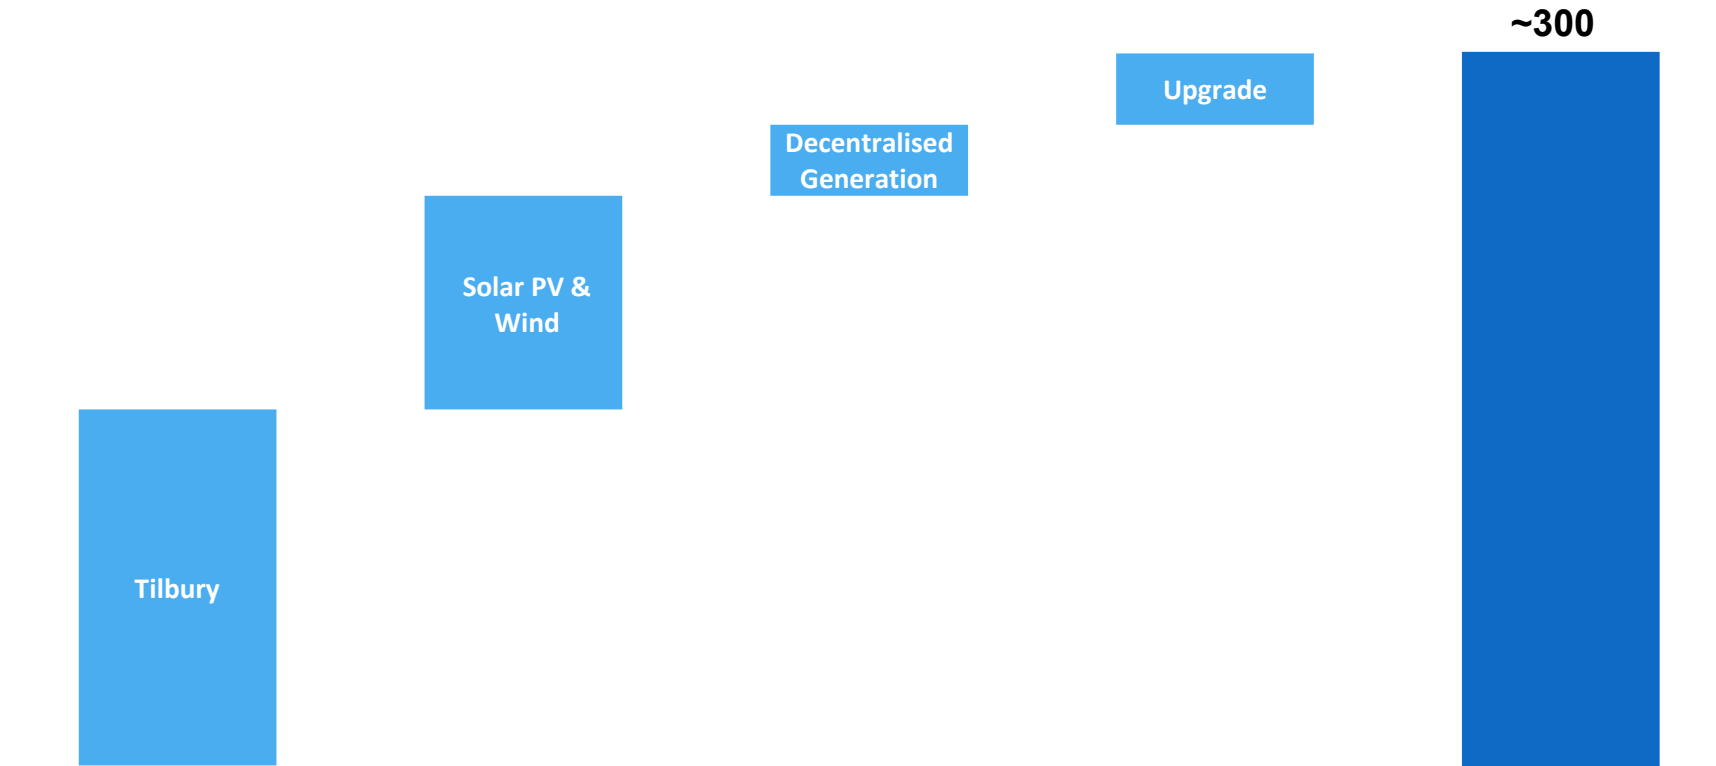 ~300
Upgrade
Decentralised
Generation
Solar PV &
Wind
Tilbury